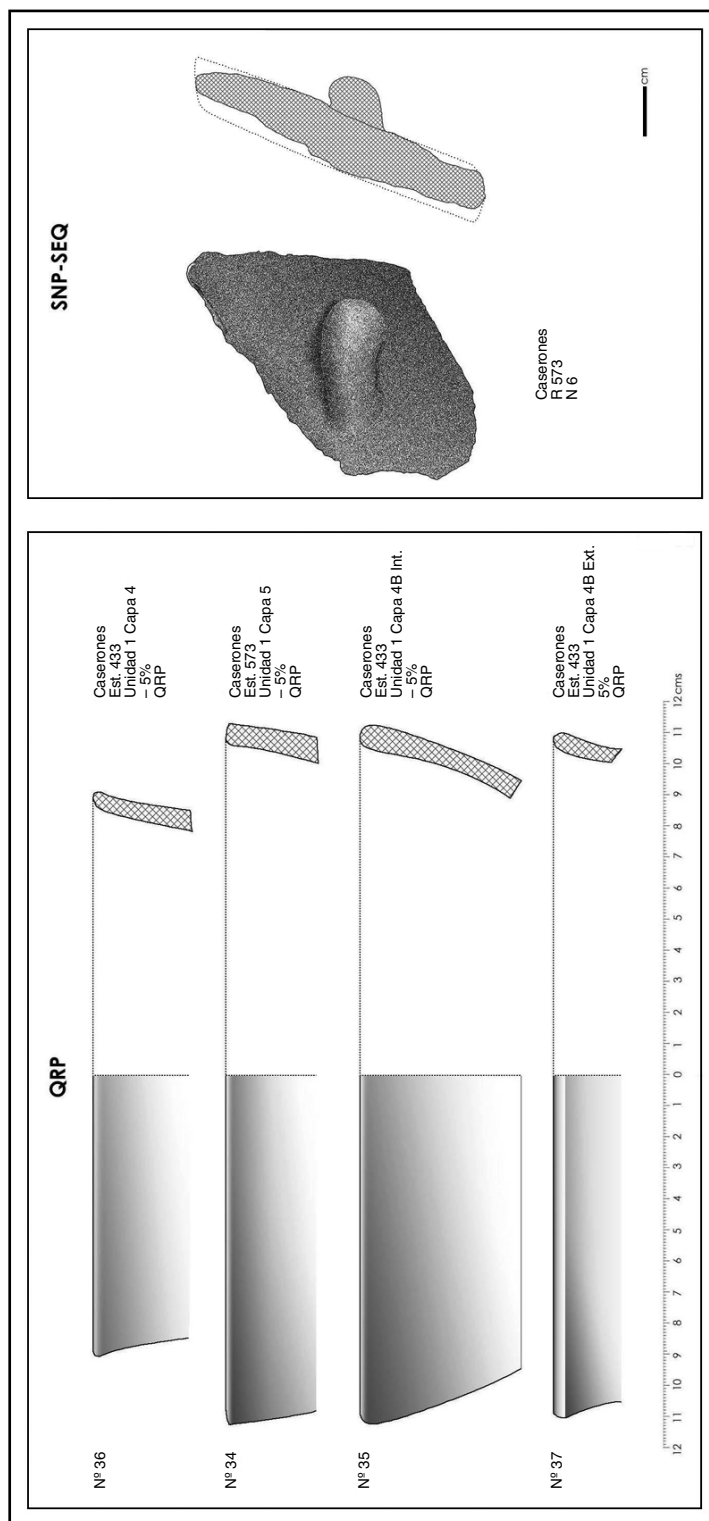 QRP
Nº 36
Caserones
Est. 433
Unidad 1 Capa 4
– 5%
QRP
Nº 34
Caserones
Est. 573
Unidad 1 Capa 5
– 5%
QRP
Nº 35
Caserones
Est. 433
Unidad 1 Capa 4B Int.
– 5%
QRP
Nº 37
Caserones
Est. 433
Unidad 1 Capa 4B Ext.
5%
QRP
12 11 10 9 8 7 6 5 4 3 2 1 0 1 2 3 4 5 6 7 8 9 10 11 12 cms
SNP-SEQ
Caserones
R 573
N 6
cm